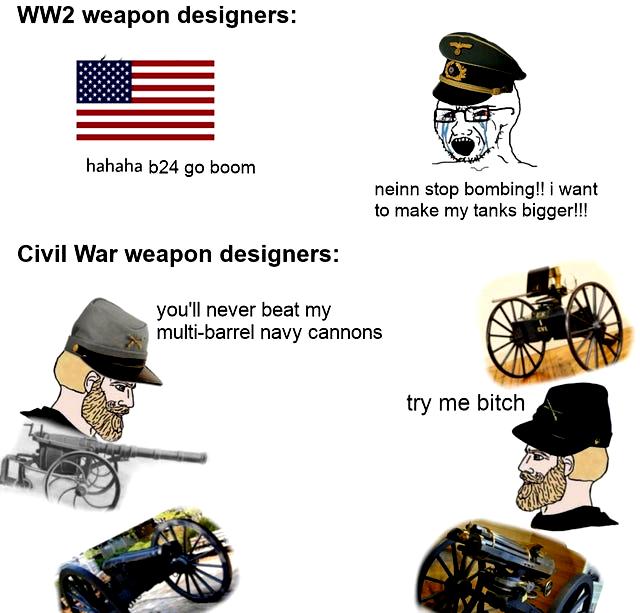 WW2 weapon designers:
hahaha b24 go boom
neinn stop bombing!! i want
to make my tanks bigger!!!
Civil War weapon designers:
you'll never beat my
multi-barrel navy cannons
try me bitch